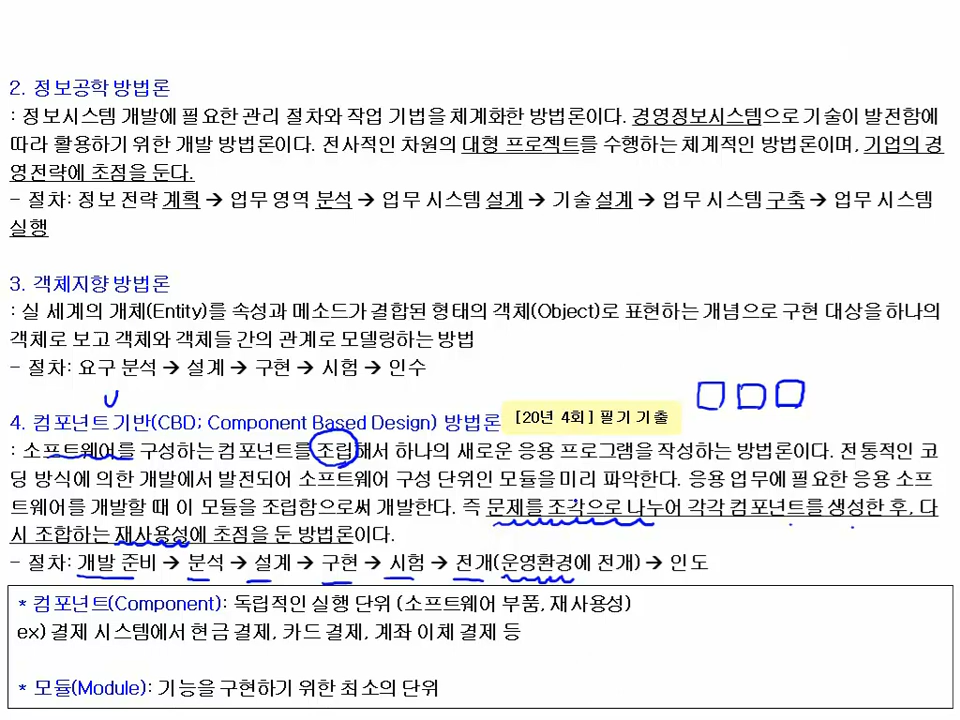 2. 정보공학 방법론
: 정보시스템 개발에 필요한 관리 절차와 작업 기법을 체계화한 방법론이다. 경영정보시스템으로 기술이 발전함에
따라 활용하기 위한 개발 방법론이다. 전사적인 차원의 대형 프로젝트를 수행하는 체계적인 방법론이며, 기업의 경
영전략에 초점을 둔다.
- 절차: 정보 전략 계획 → 업무 영역 분석 → 업무 시스템 설계 → 기술 설계 → 업무 시스템 구축 → 업무 시스템
실행
3. 객체지향 방법론
: 실 세계의 개체(Entity)를 속성과 메소드가 결합된 형태의 객체(Object)로 표현하는 개념으로 구현 대상을 하나의
객체로 보고 객체와 객체들 간의 관계로 모델링하는 방법
- 절차: 요구 분석 → 설계 → 구현 → 시험 → 인수
4. 컴포넌트 기반(CBD; Component Based Design) 방법론 [20년 4회] 필기 기출
: 소프트웨어를 구성하는 컴포넌트를 조립해서 하나의 새로운 응용 프로그램을 작성하는 방법론이다. 전통적인 코
딩 방식에 의한 개발에서 발전되어 소프트웨어 구성 단위인 모듈을 미리 파악한다. 응용 업무에 필요한 응용 소프
트웨어를 개발할 때 이 모듈을 조립함으로써 개발한다. 즉 문제를 조각으로 나누어 각각 컴포넌트를 생성한 후, 다
시 조합하는 재사용성에 초점을 둔 방법론이다.
- 절차: 개발 준비 → 분석 → 설계 → 구현 → 시험 → 전개(운영환경에 전개) → 인도
* 컴포넌트(Component): 독립적인 실행 단위 (소프트웨어 부품, 재사용성)
ex) 결제 시스템에서 현금 결제, 카드 결제, 계좌 이체 결제 등
* 모듈(Module): 기능을 구현하기 위한 최소의 단위